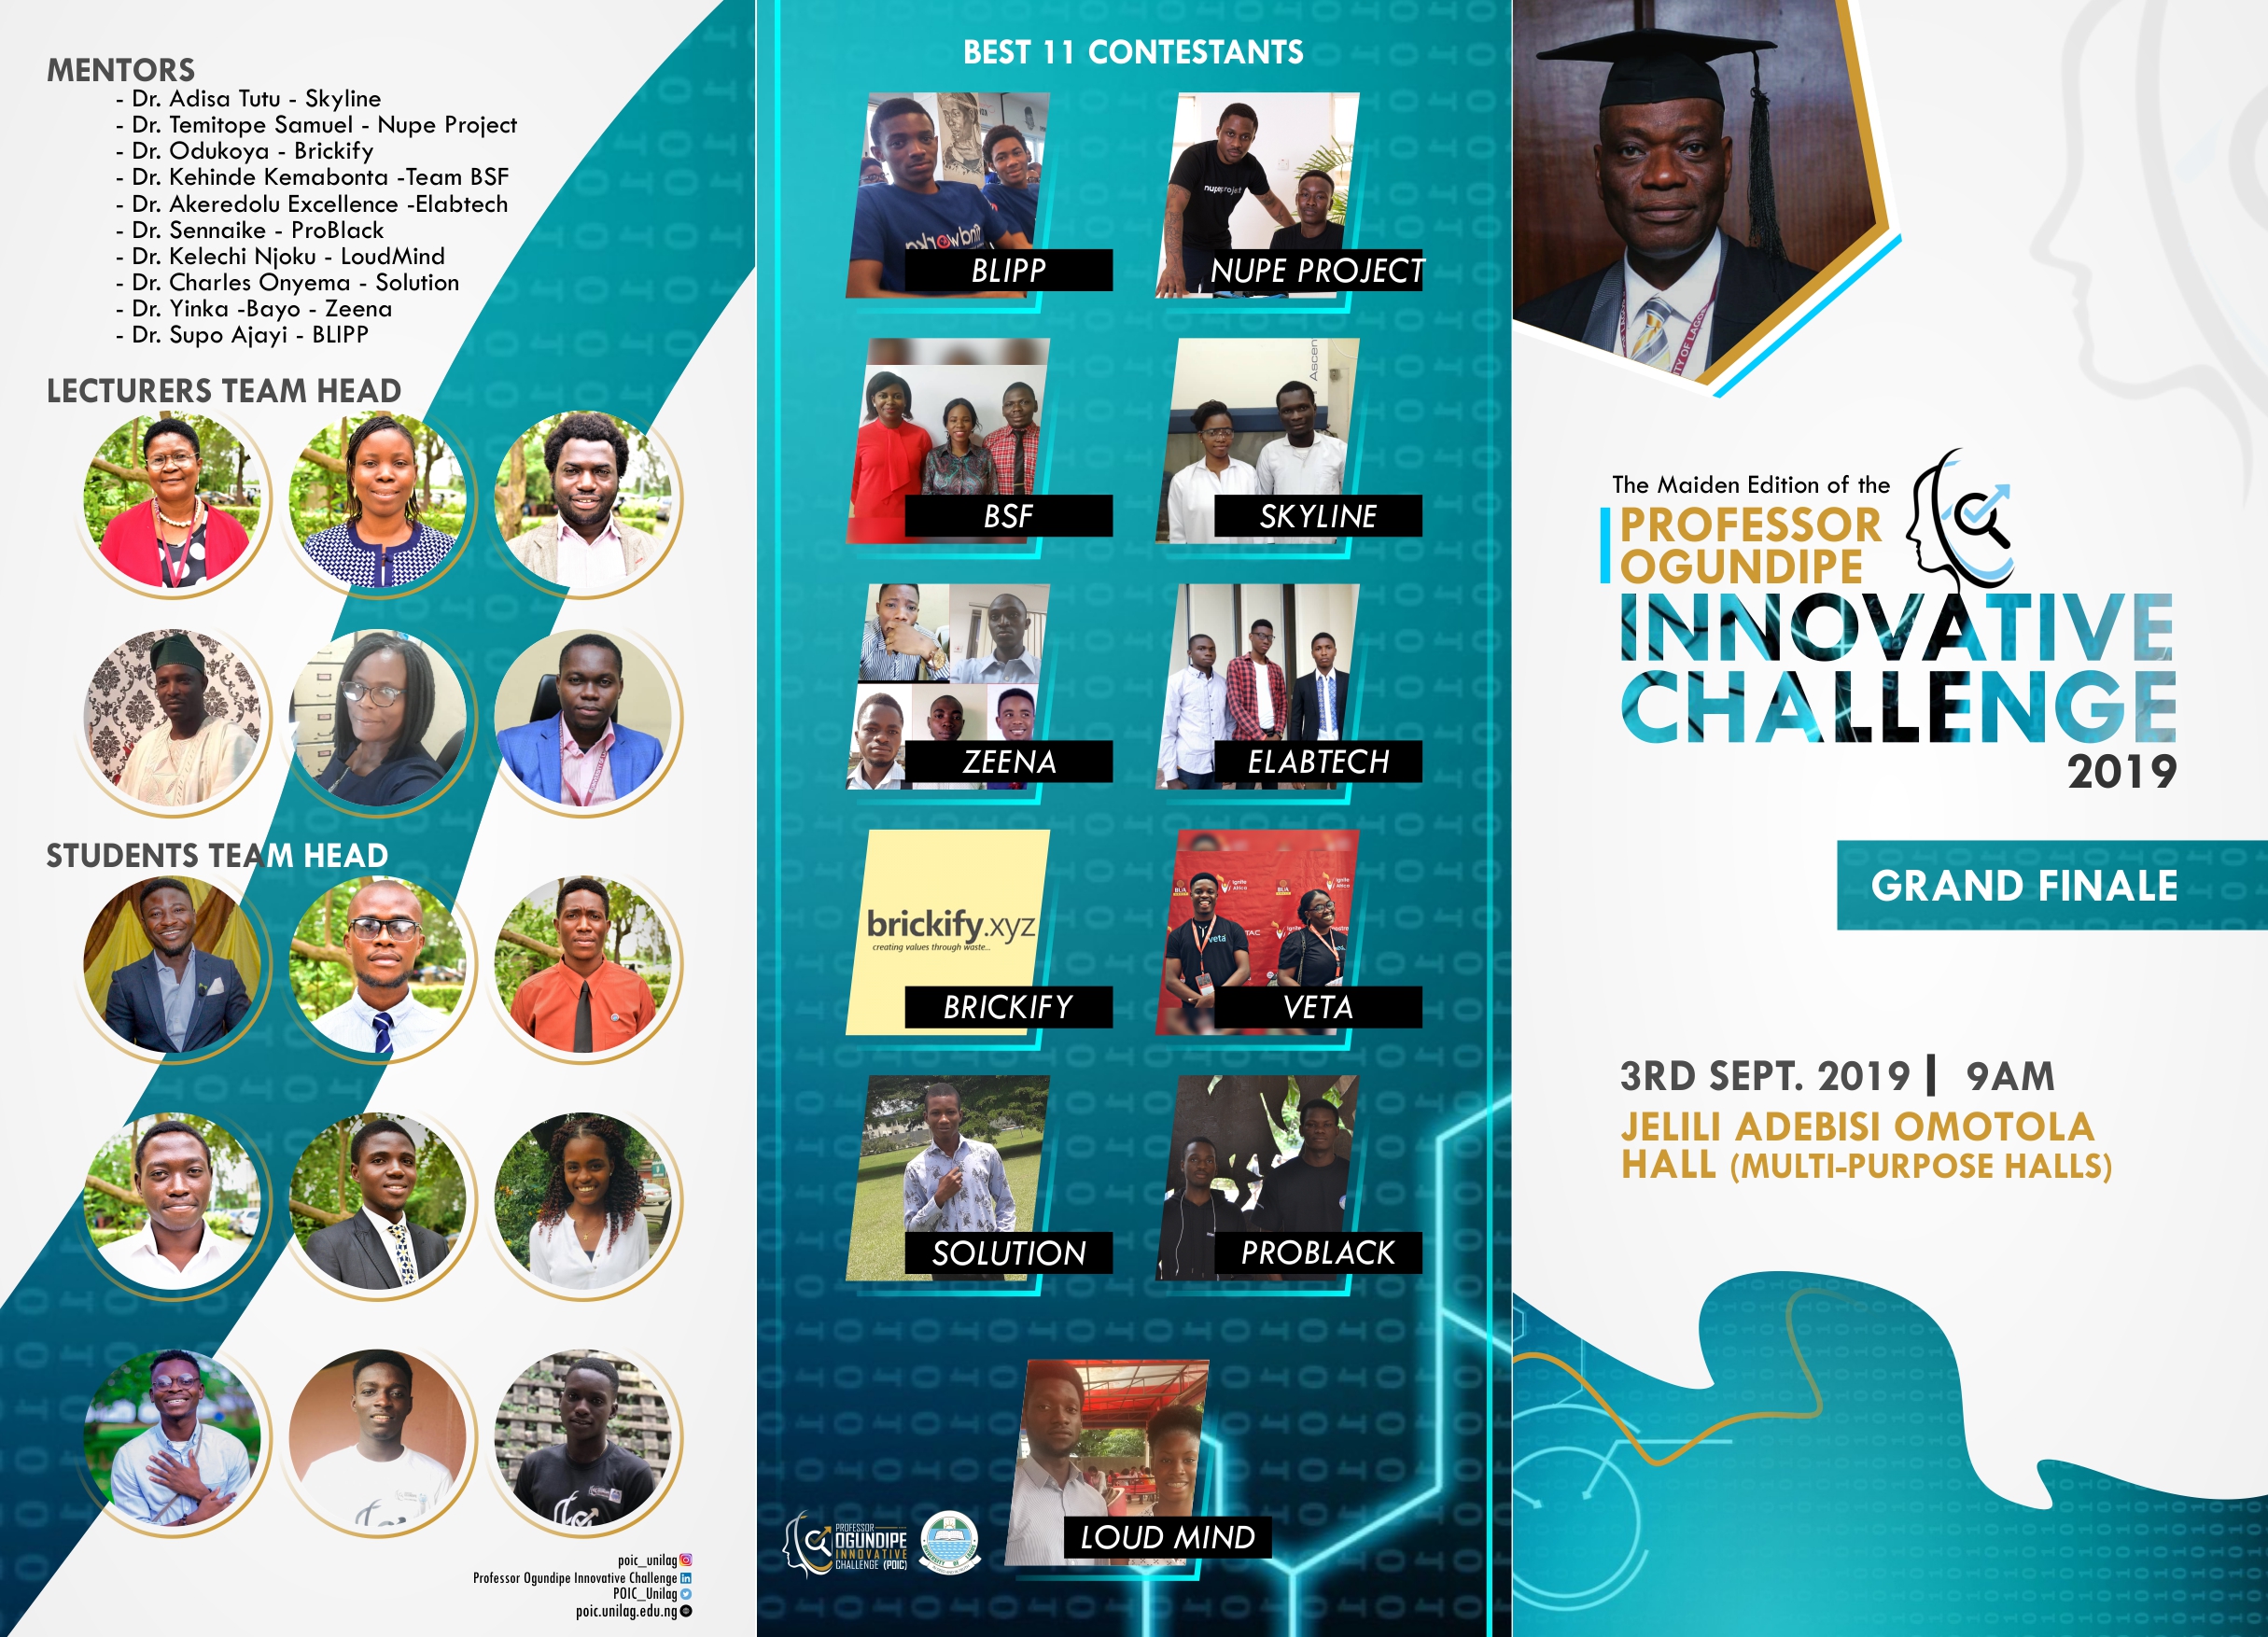 MENTORS
- Dr. Adisa Tutu - Skyline
- Dr. Temitope Samuel - Nupe Project
- Dr. Odukoya - Brickify
- Dr. Kehinde Kemabonta -Team BSF
- Dr. Akeredolu Excellence -Elabtech
- Dr. Sennaike - ProBlack
- Dr. Kelechi Njoku - LoudMind
- Dr. Charles Onyema - Solution
- Dr. Yinka -Bayo - Zeena
- Dr. Supo Ajayi - BLIPP
LECTURERS TEAM HEAD
STUDENTS TEAM HEAD
poic_unilag
Professor Ogundipe Innovative Challenge
POIC_Unilag
poic.unilag.edu.ng
BEST 11 CONTESTANTS
BLIPP
nupeproject
NUPE PROJECT
BSF
Ascen
SKYLINE
ZEENA
ELABTECH
brickify.xyz
creating values through waste...
BRICKIFY
veta
VETA
SOLUTION
PROBLACK
LOUD MIND
PROFESSOR
OGUNDIPE
INNOVATIVE
CHALLENGE (POIC)
The Maiden Edition of the
PROFESSOR
OGUNDIPE
INNOVATIVE
CHALLENGE
2019
GRAND FINALE
3RD SEPT. 2019 | 9AM
JELILI ADEBISI OMOTOLA
HALL (MULTI-PURPOSE HALLS)